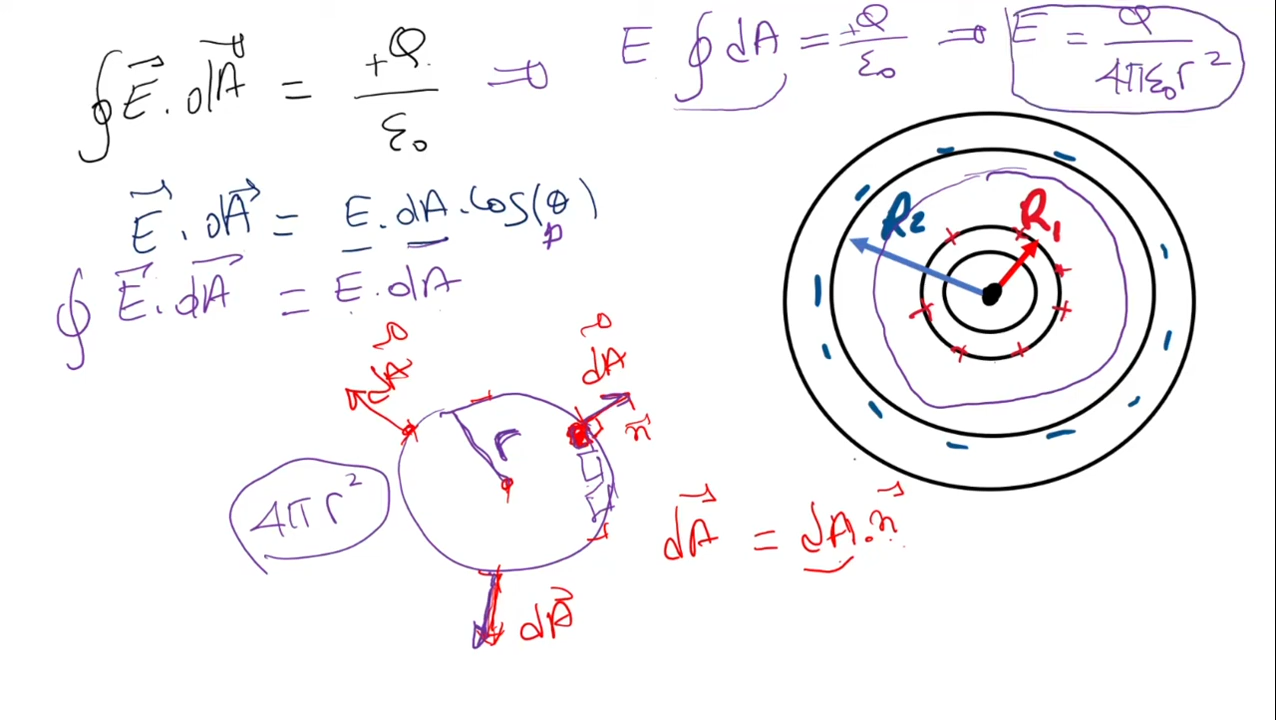 ∮E⃗ . dA⃗ = +Q/ε₀ ⇒ E ∮dA = +Q/ε₀ ⇒ E = Q/4πε₀r²
E⃗ . dA⃗ = E . dA . Cos(θ)
∮E⃗ . dA⃗ = E . dA
R₂
R₁
dA⃗
dA⃗
n⃗
r
4πr²
dA⃗ = dA . n⃗
dA⃗